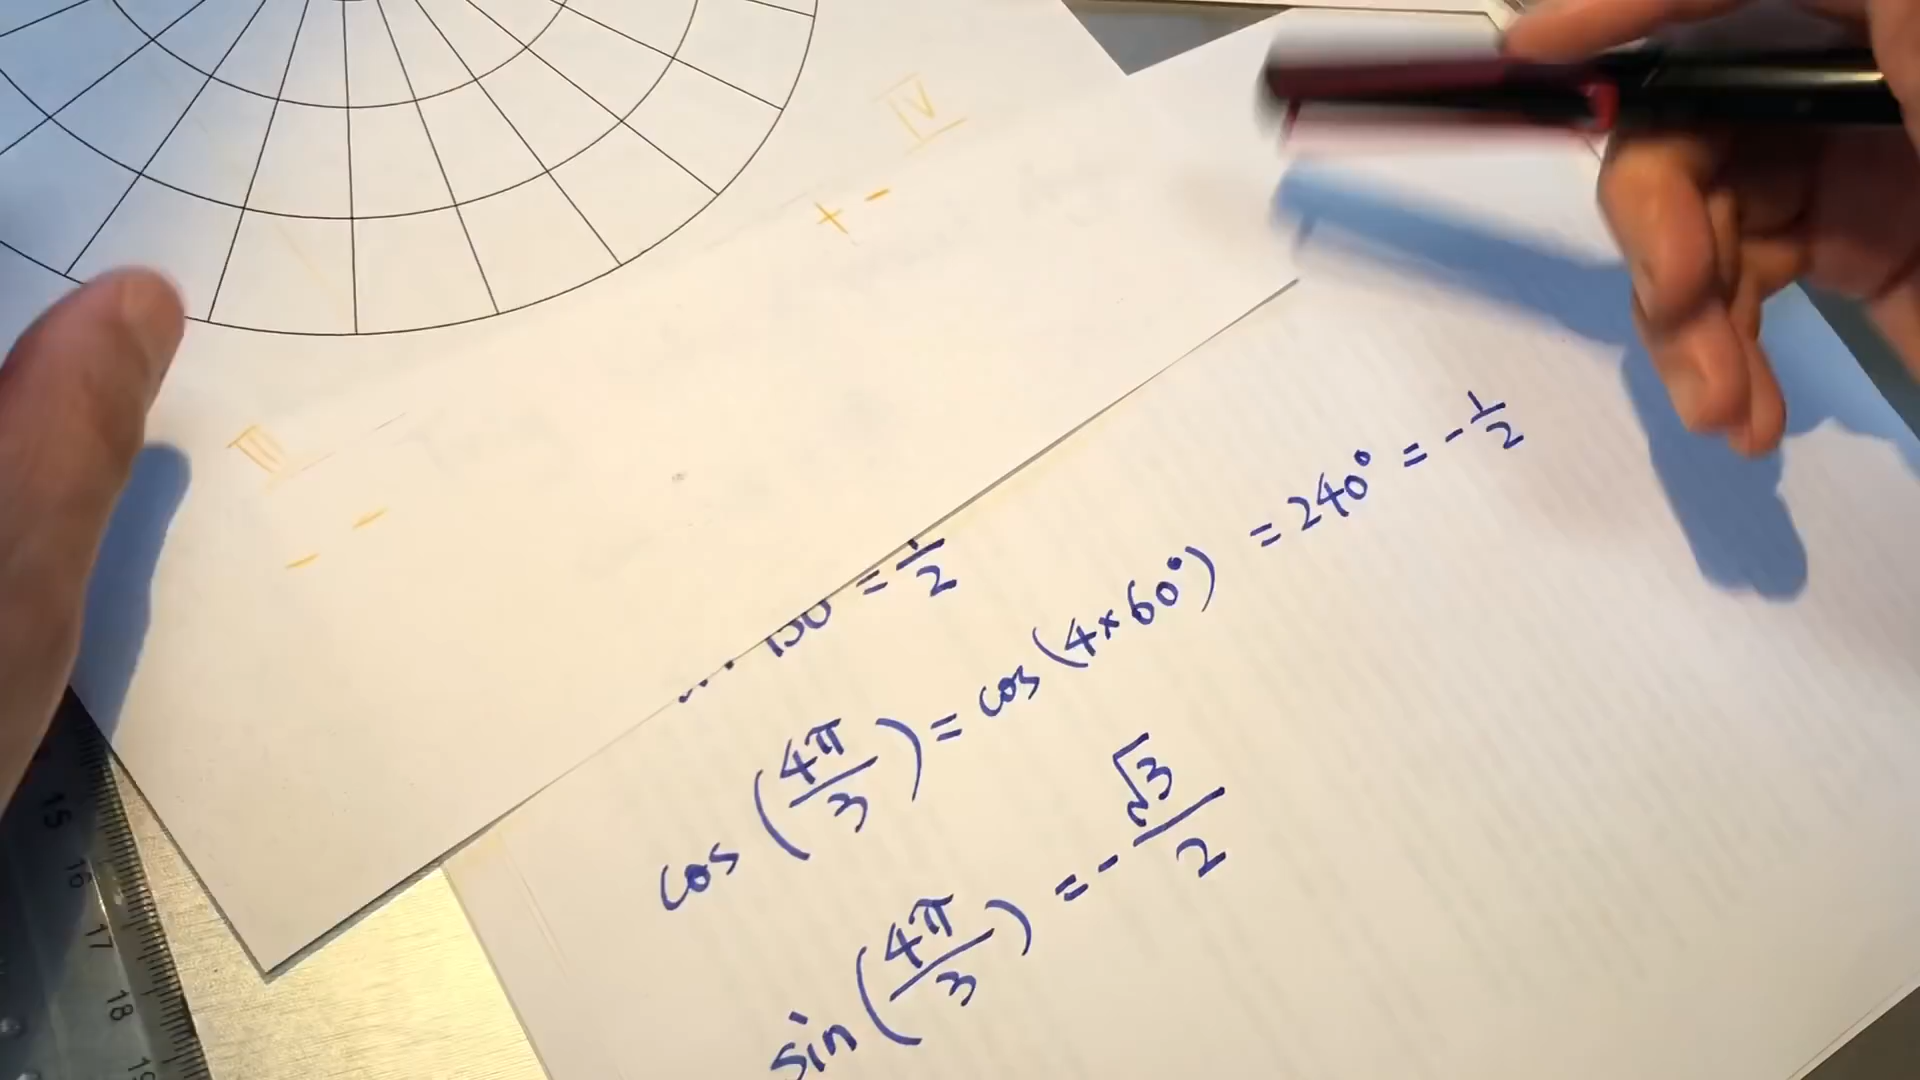 IV
+ -
III
- -
= 1/2
cos (4π/3) = cos (4×60°) = 240° = - 1/2
sin (4π/3) = - √3/2
15
16
17
18
19